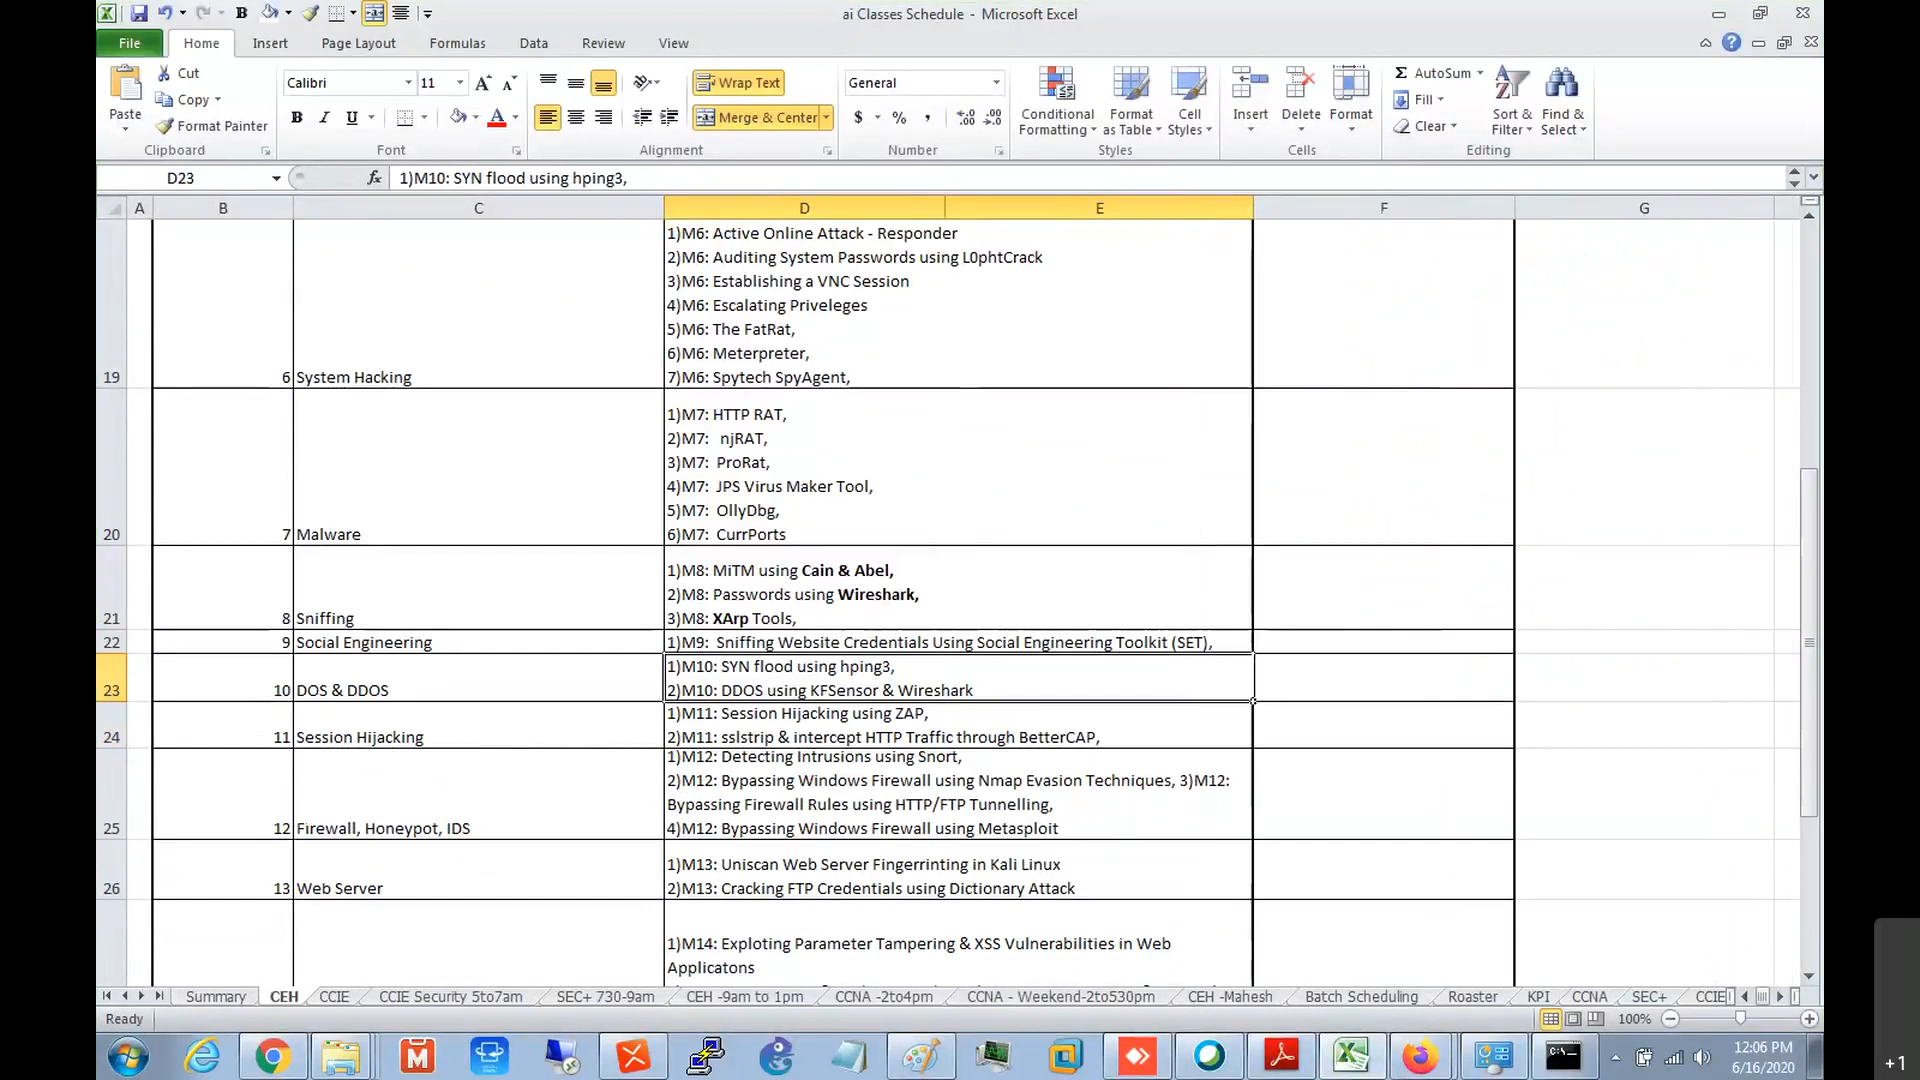 ai Classes Schedule - Microsoft Excel
File Home Insert Page Layout Formulas Data Review View
Paste
Cut
Copy
Format Painter
Clipboard
Calibri 11
B I U
Font
Wrap Text
Merge & Center
Alignment
General
$ % ,
Number
Conditional Formatting
Format as Table
Cell Styles
Styles
Insert Delete Format
Cells
AutoSum
Fill
Clear
Sort & Filter
Find & Select
Editing
D23 fx 1)M10: SYN flood using hping3,
A B C D E F G
1)M6: Active Online Attack - Responder
2)M6: Auditing System Passwords using L0phtCrack
3)M6: Establishing a VNC Session
4)M6: Escalating Priveleges
5)M6: The FatRat,
6)M6: Meterpreter,
19 6 System Hacking 7)M6: Spytech SpyAgent,
1)M7: HTTP RAT,
2)M7: njRAT,
3)M7: ProRat,
4)M7: JPS Virus Maker Tool,
5)M7: OllyDbg,
20 7 Malware 6)M7: CurrPorts
1)M8: MiTM using Cain & Abel,
2)M8: Passwords using Wireshark,
21 8 Sniffing 3)M8: XArp Tools,
22 9 Social Engineering 1)M9: Sniffing Website Credentials Using Social Engineering Toolkit (SET),
1)M10: SYN flood using hping3,
23 10 DOS & DDOS 2)M10: DDOS using KFSensor & Wireshark
1)M11: Session Hijacking using ZAP,
24 11 Session Hijacking 2)M11: sslstrip & intercept HTTP Traffic through BetterCAP,
1)M12: Detecting Intrusions using Snort,
2)M12: Bypassing Windows Firewall using Nmap Evasion Techniques, 3)M12:
Bypassing Firewall Rules using HTTP/FTP Tunnelling,
25 12 Firewall, Honeypot, IDS 4)M12: Bypassing Windows Firewall using Metasploit
1)M13: Uniscan Web Server Fingerrinting in Kali Linux
26 13 Web Server 2)M13: Cracking FTP Credentials using Dictionary Attack
1)M14: Exploting Parameter Tampering & XSS Vulnerabilities in Web
Applicatons
Summary CEH CCIE CCIE Security 5to7am SEC+ 730-9am CEH -9am to 1pm CCNA -2to4pm CCNA - Weekend-2to530pm CEH -Mahesh Batch Scheduling Roaster KPI CCNA SEC+ CCIE
Ready 100%
12:06 PM
6/16/2020
+1